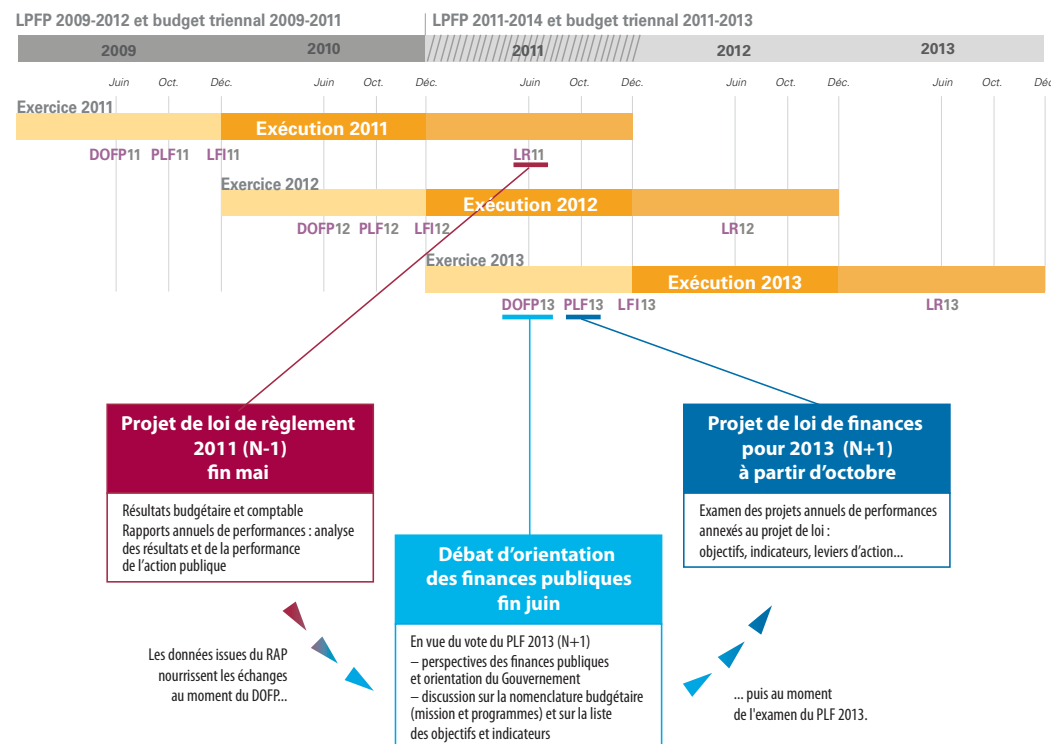 LPFP 2009-2012 et budget triennal 2009-2011
LPFP 2011-2014 et budget triennal 2011-2013
2009
2010
2011
2012
2013
Juin Oct. Déc. Juin Oct. Déc. Juin Oct. Déc. Juin Oct. Déc. Juin Oct. Déc
Exercice 2011
Exécution 2011
DOFP11 PLF11 LFI11 LR11
Exercice 2012
Exécution 2012
DOFP12 PLF12 LFI12 LR12
Exercice 2013
Exécution 2013
DOFP13 PLF13 LFI13 LR13
Projet de loi de règlement
2011 (N-1)
fin mai
Résultats budgétaire et comptable
Rapports annuels de performances : analyse
des résultats et de la performance
de l'action publique
Projet de loi de finances
pour 2013 (N+1)
à partir d'octobre
Examen des projets annuels de performances
annexés au projet de loi :
objectifs, indicateurs, leviers d'action...
Débat d'orientation
des finances publiques
fin juin
En vue du vote du PLF 2013 (N+1)
– perspectives des finances publiques
et orientation du Gouvernement
– discussion sur la nomenclature budgétaire
(mission et programmes) et sur la liste
des objectifs et indicateurs
Les données issues du RAP
nourrissent les échanges
au moment du DOFP...
... puis au moment
de l'examen du PLF 2013.